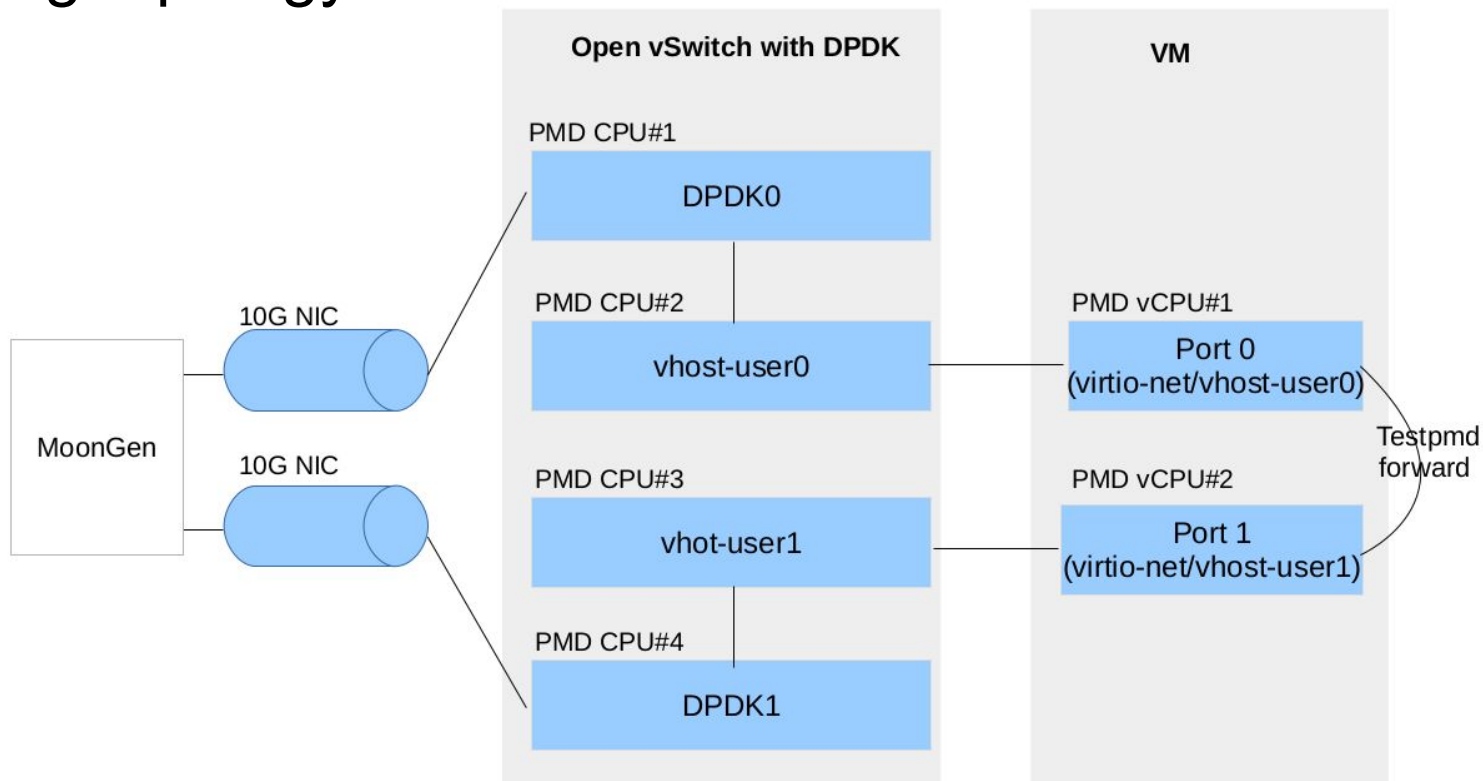 Open vSwitch with DPDK
VM
PMD CPU#1
DPDK0
10G NIC
PMD CPU#2
vhost-user0
PMD vCPU#1
Port 0
(virtio-net/vhost-user0)
MoonGen
10G NIC
PMD CPU#3
vhot-user1
PMD vCPU#2
Port 1
(virtio-net/vhost-user1)
Testpmd
forward
PMD CPU#4
DPDK1